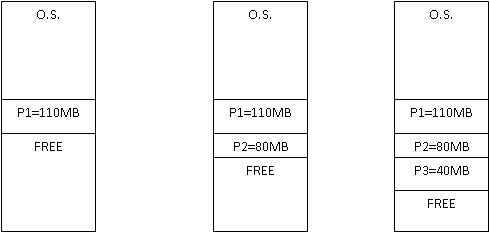 O.S.
P1=110MB
FREE
O.S.
P1=110MB
P2=80MB
FREE
O.S.
P1=110MB
P2=80MB
P3=40MB
FREE